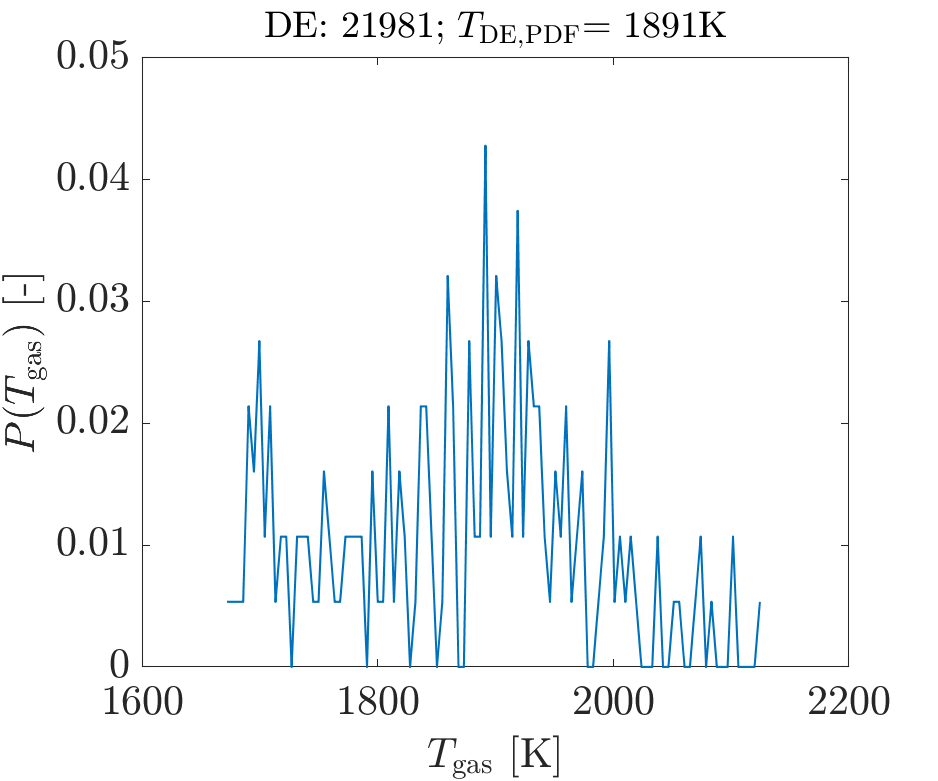 DE: 21981; T_DE,PDF= 1891K
0.05
0.04
0.03
0.02
0.01
0
P(T_gas) [-]
1600 1800 2000 2200
T_gas [K]